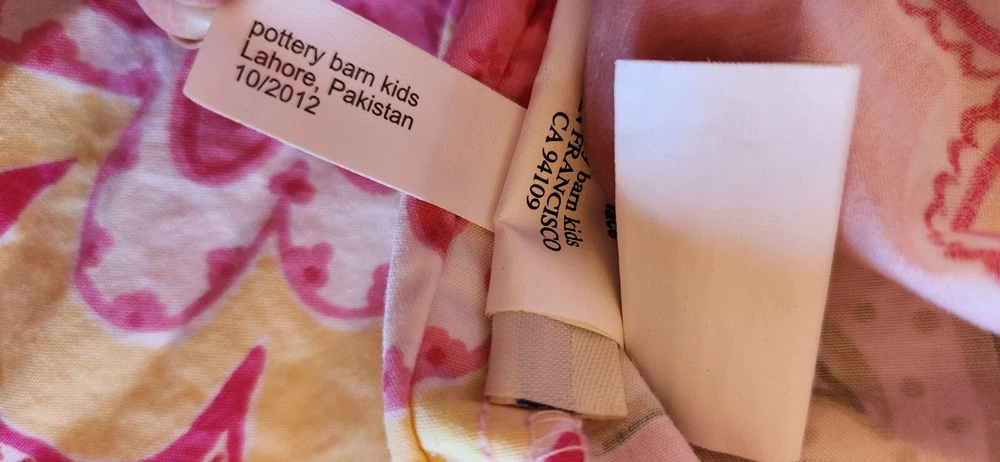 pottery barn kids
Lahore, Pakistan
10/2012
barn kids
FRANCISCO
CA 94109